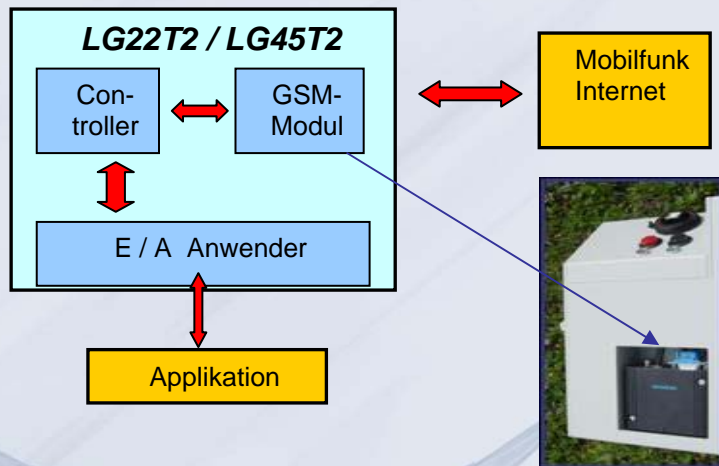 LG22T2 / LG45T2
Con-
troller
GSM-
Modul
Mobilfunk
Internet
E / A Anwender
Applikation